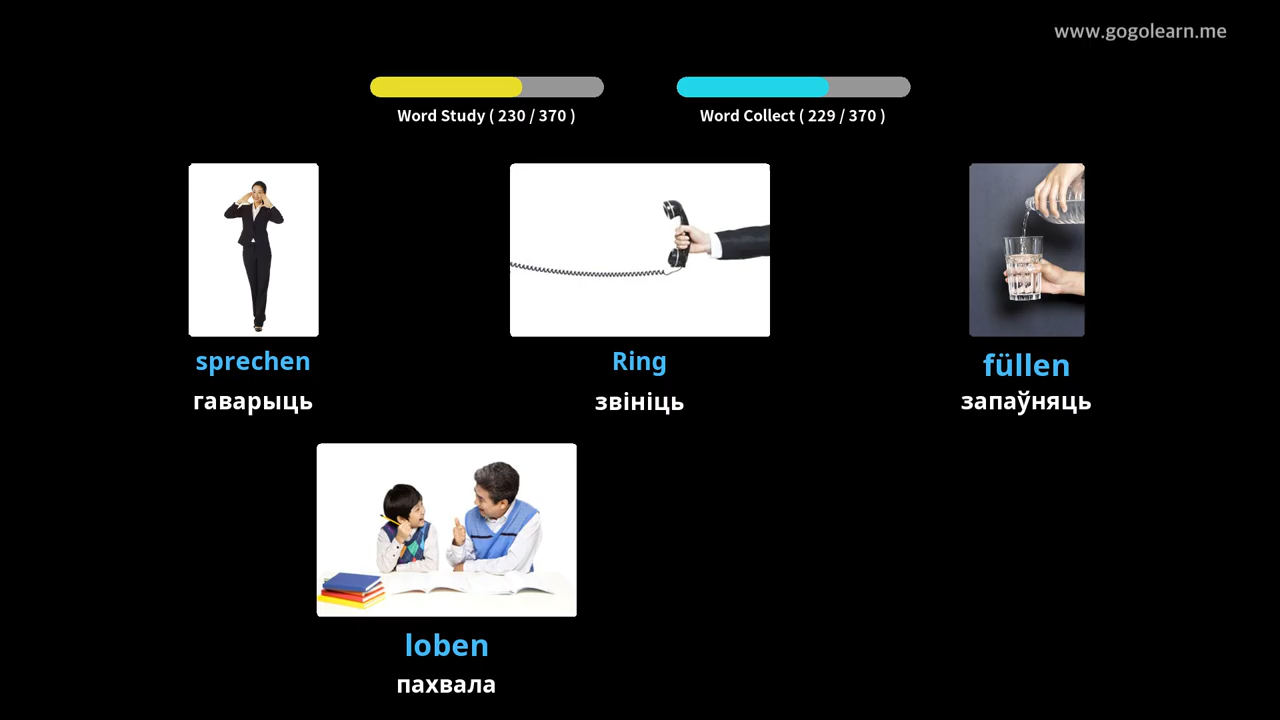 www.gogolearn.me
Word Study ( 230 / 370 )
Word Collect ( 229 / 370 )
sprechen
гаварыць
Ring
звініць
füllen
запаўняць
loben
пахвала